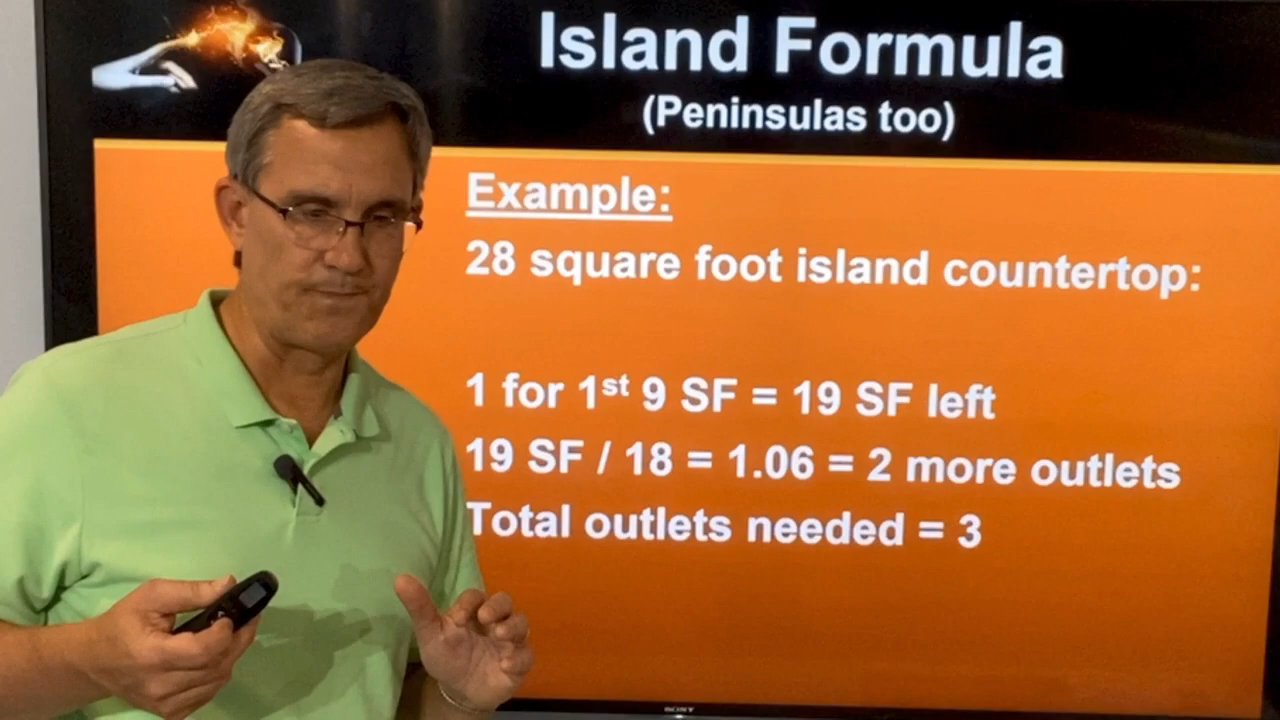 Island Formula
(Peninsulas too)
Example:
28 square foot island countertop:
1 for 1st 9 SF = 19 SF left
19 SF / 18 = 1.06 = 2 more outlets
Total outlets needed = 3
SONY